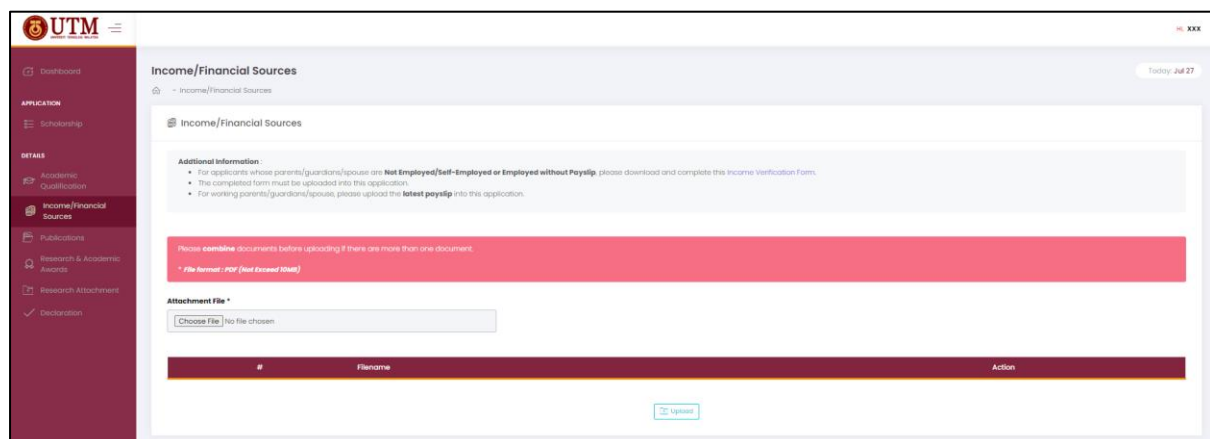 UTM
UNIVERSITI TEKNOLOGI MALAYSIA
Hi, XXX
Dashboard
APPLICATION
Scholarship
DETAILS
Academic
Qualification
Income/Financial
Sources
Publications
Research & Academic
Awards
Research Attachment
Declaration
Income/Financial Sources
Today: Jul 27
- Income/Financial Sources
Income/Financial Sources
Addtional Information :
For applicants whose parents/guardians/spouse are Not Employed/Self-Employed or Employed without Payslip, please download and complete this Income Verification Form.
The completed form must be uploaded into this application.
For working parents/guardians/spouse, please upload the latest payslip into this application.
Please combine documents before uploading if there are more than one document.
* File format : PDF (Not Exceed 10MB)
Attachment File *
Choose File No file chosen
# Filename Action
Upload